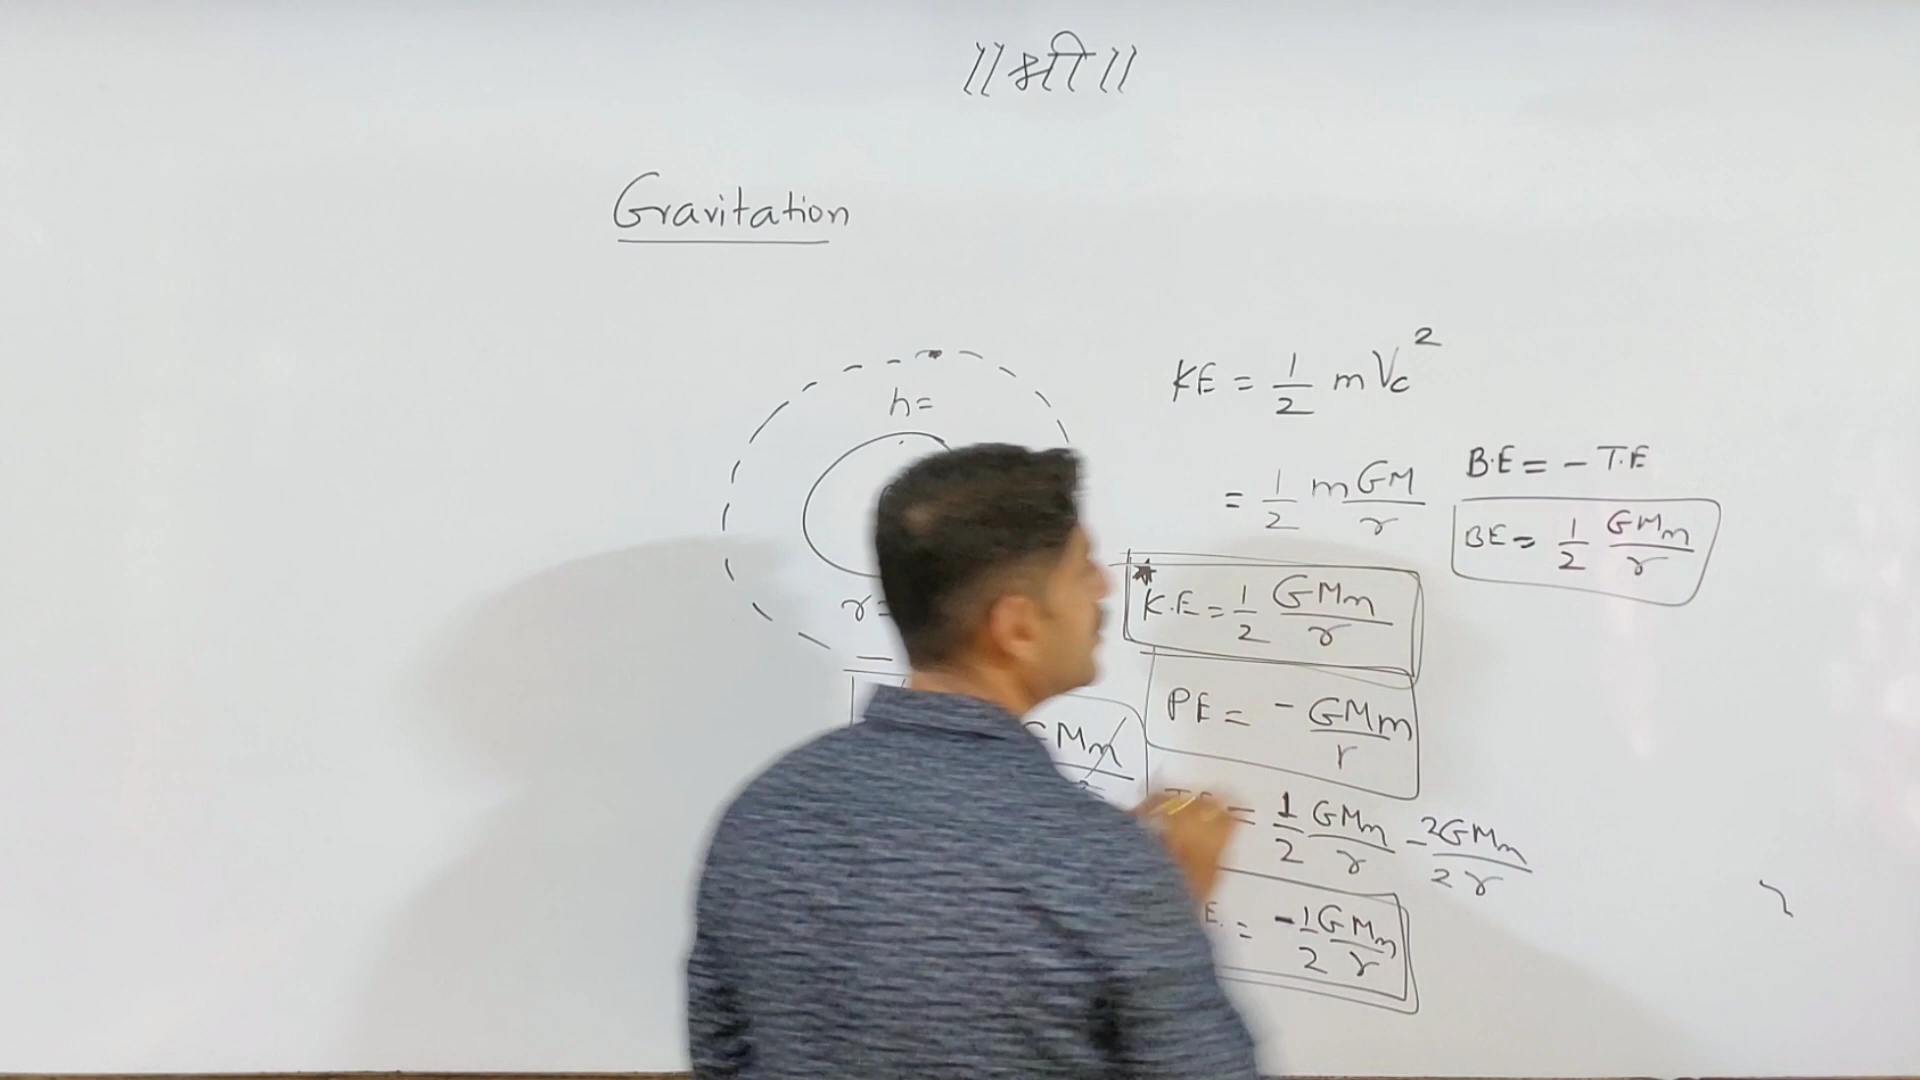 ॥ श्री ॥
Gravitation
h=
r=
KE = 1/2 mVc²
= 1/2 m GM/r
B.E = - T.E
BE = 1/2 GMm/r
K.E = 1/2 GMm/r
PE = - GMm/r
GMm
= 1/2 GMm/r - 2GMm/2r
E. = -1/2 GMm/r